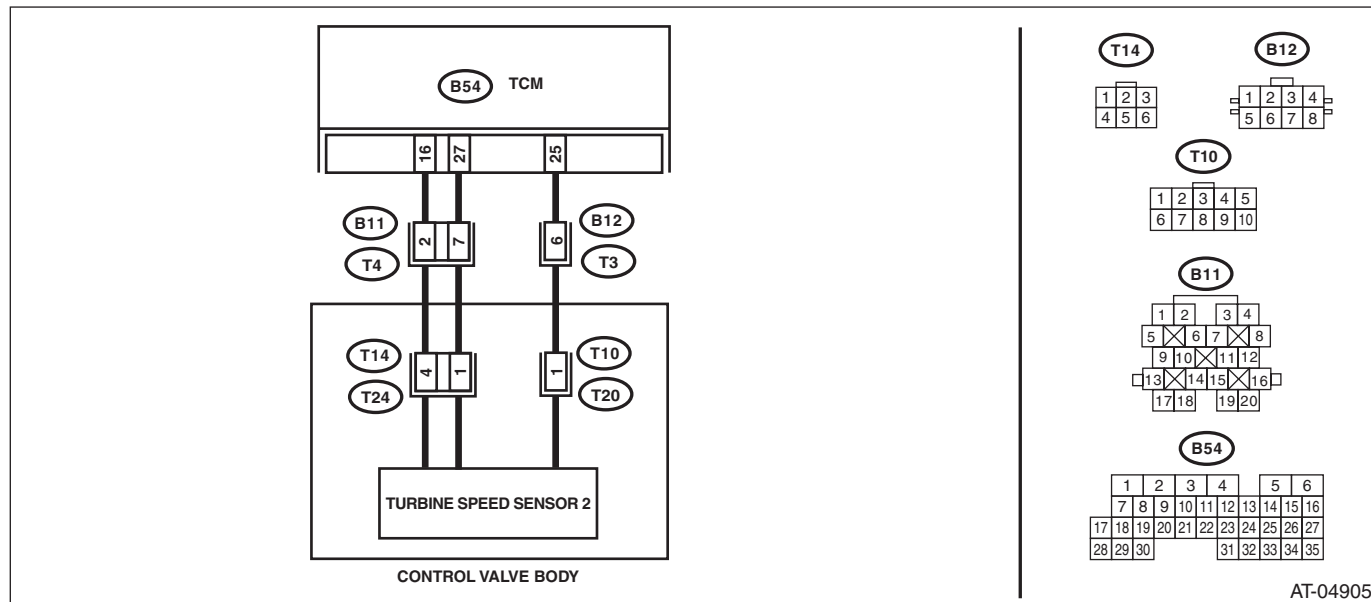 B54 TCM
16 27 25
B11 2 7 B12 6
T4 T3
T14 4 1 T10 1
T24 T20
TURBINE SPEED SENSOR 2
CONTROL VALVE BODY
T14 B12
1 2 3
4 5 6
1 2 3 4
5 6 7 8
T10
1 2 3 4 5
6 7 8 9 10
B11
1 2 3 4
5 6 7 8
9 10 11 12
13 14 15 16
17 18 19 20
B54
1 2 3 4 5 6
7 8 9 10 11 12 13 14 15 16
17 18 19 20 21 22 23 24 25 26 27
28 29 30 31 32 33 34 35
AT-04905